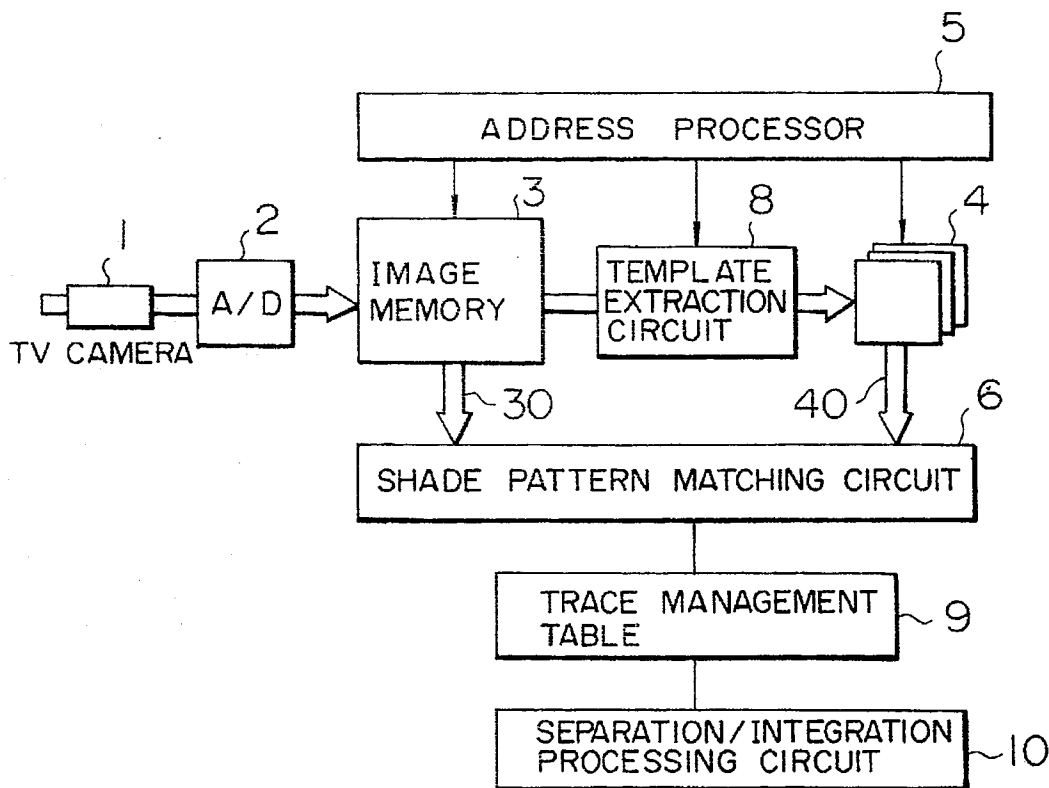 5
ADDRESS PROCESSOR
1
2
3
8
4
A/D
IMAGE
MEMORY
TEMPLATE
EXTRACTION
CIRCUIT
TV CAMERA
30
40
6
SHADE PATTERN MATCHING CIRCUIT
TRACE MANAGEMENT
TABLE
9
SEPARATION/INTEGRATION
PROCESSING CIRCUIT
10